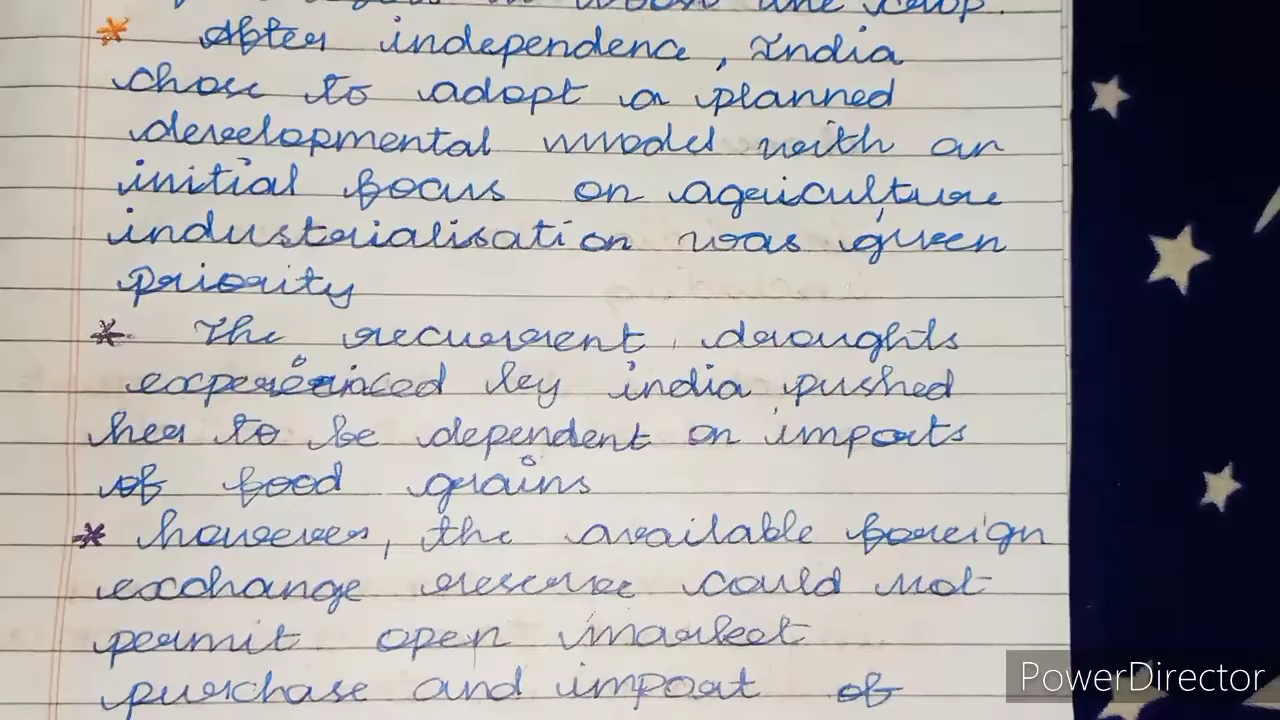 After independence, India
chose to adopt a planned
developmental model with an
initial focus on agriculture
industrialisation was given
priority
* The recurrent droughts
experienced by india pushed
her to be dependent on imports
of food grains
* however, the available foreign
exchange reserve could not
permit open market
purchase and import of
PowerDirector